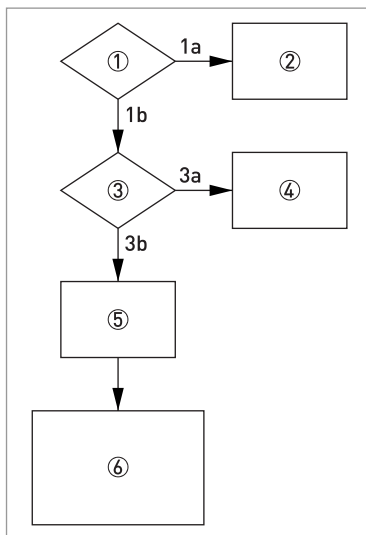 ① 1a ②
1b
③ 3a ④
3b
⑤
⑥